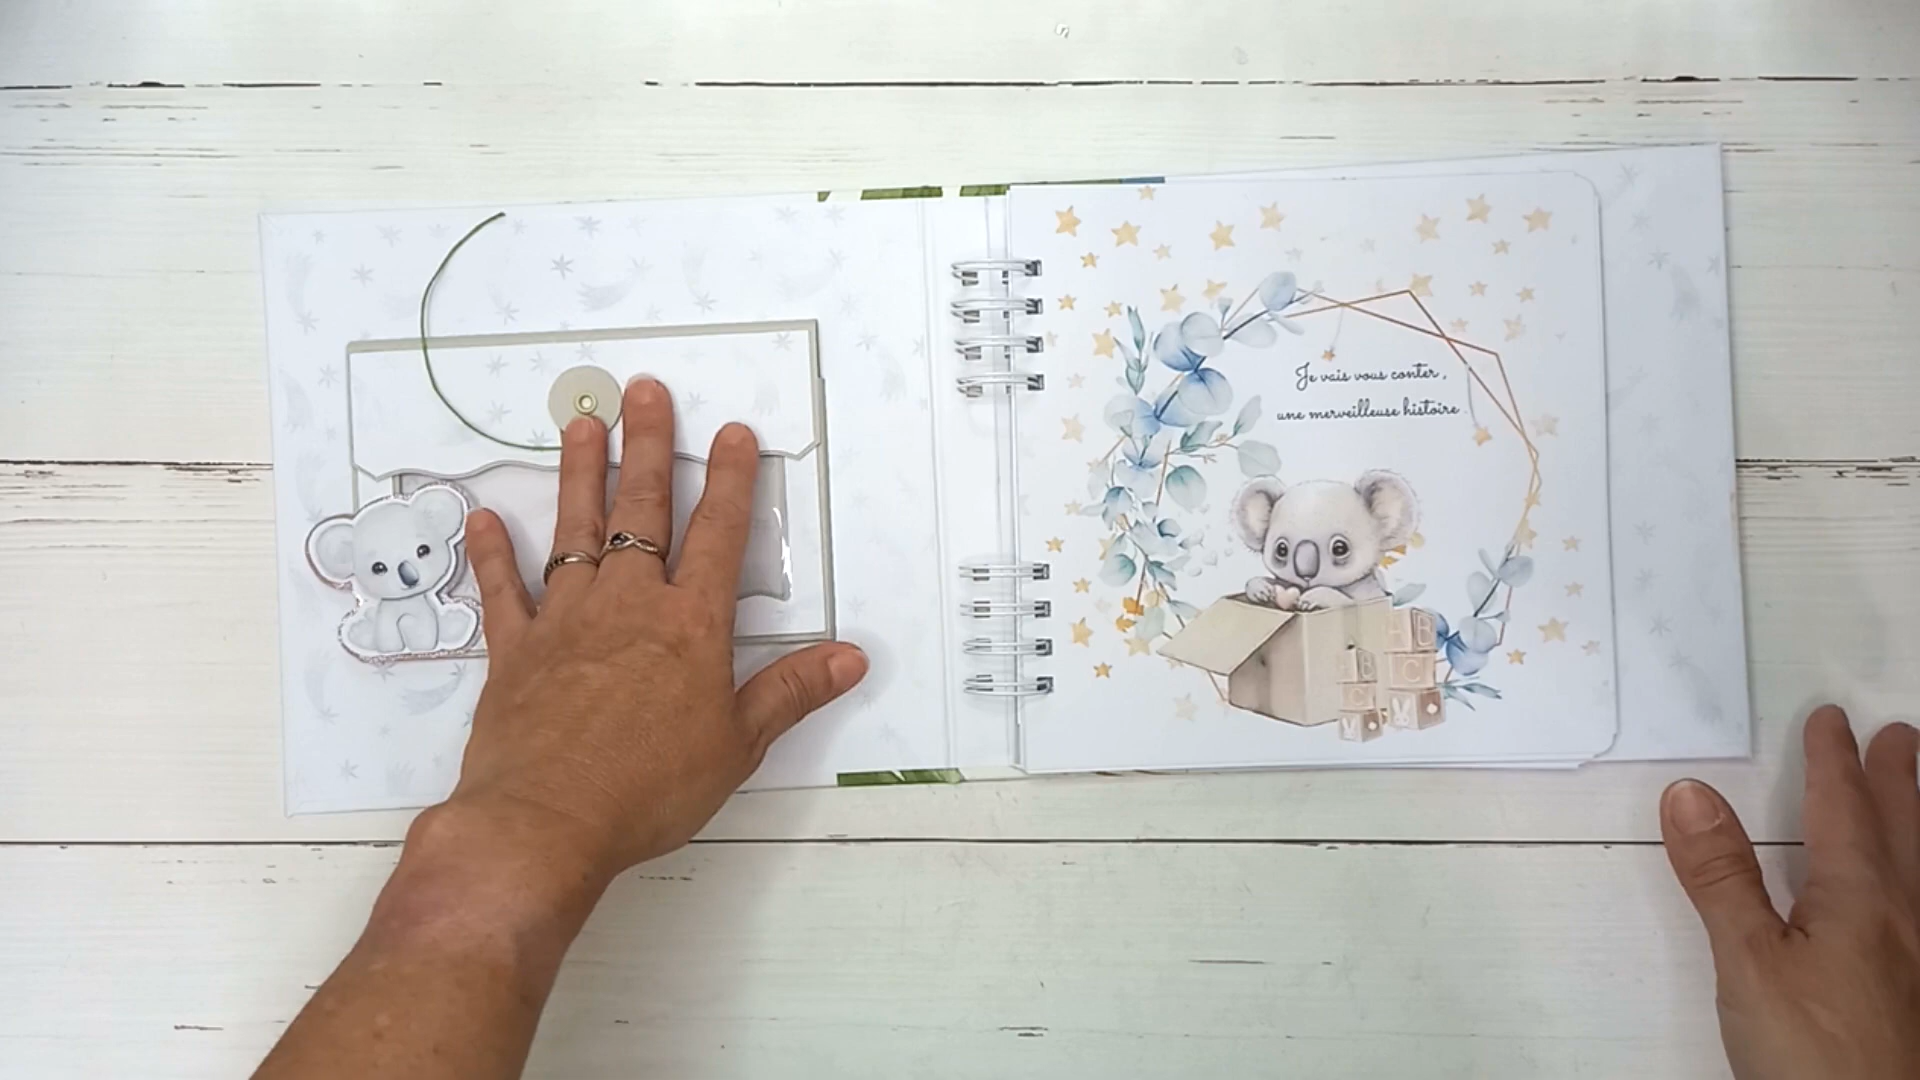 Je vais vous conter,
une merveilleuse histoire.
A B
A B
C
C